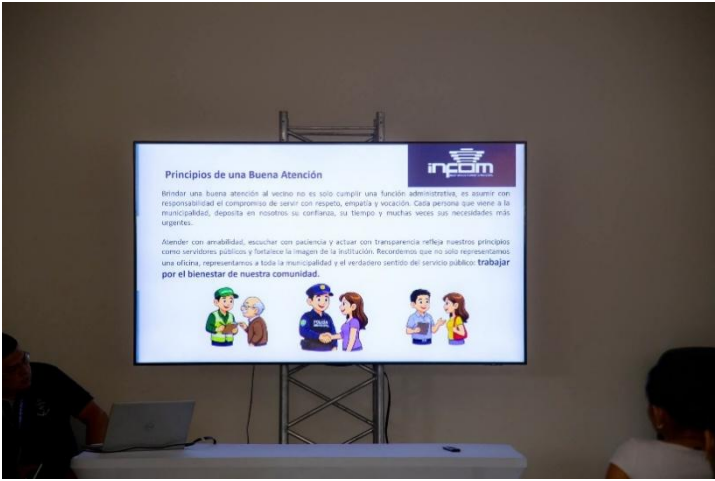 infom
Principios de una Buena Atención
Brindar una buena atención al vecino no es solo cumplir una función administrativa, es asumir con
responsabilidad el compromiso de servir con respeto, empatía y vocación. Cada persona que viene a la
municipalidad, deposita en nosotros su confianza, su tiempo y muchas veces sus necesidades más
urgentes.
Atender con amabilidad, escuchar con paciencia y actuar con transparencia refleja nuestros principios
como servidores públicos y fortalece la imagen de la institución. Recordemos que no solo representamos
una oficina, representamos a toda la municipalidad y el verdadero sentido del servicio público: trabajar
por el bienestar de nuestra comunidad.
POLICÍA
MUNICIPAL